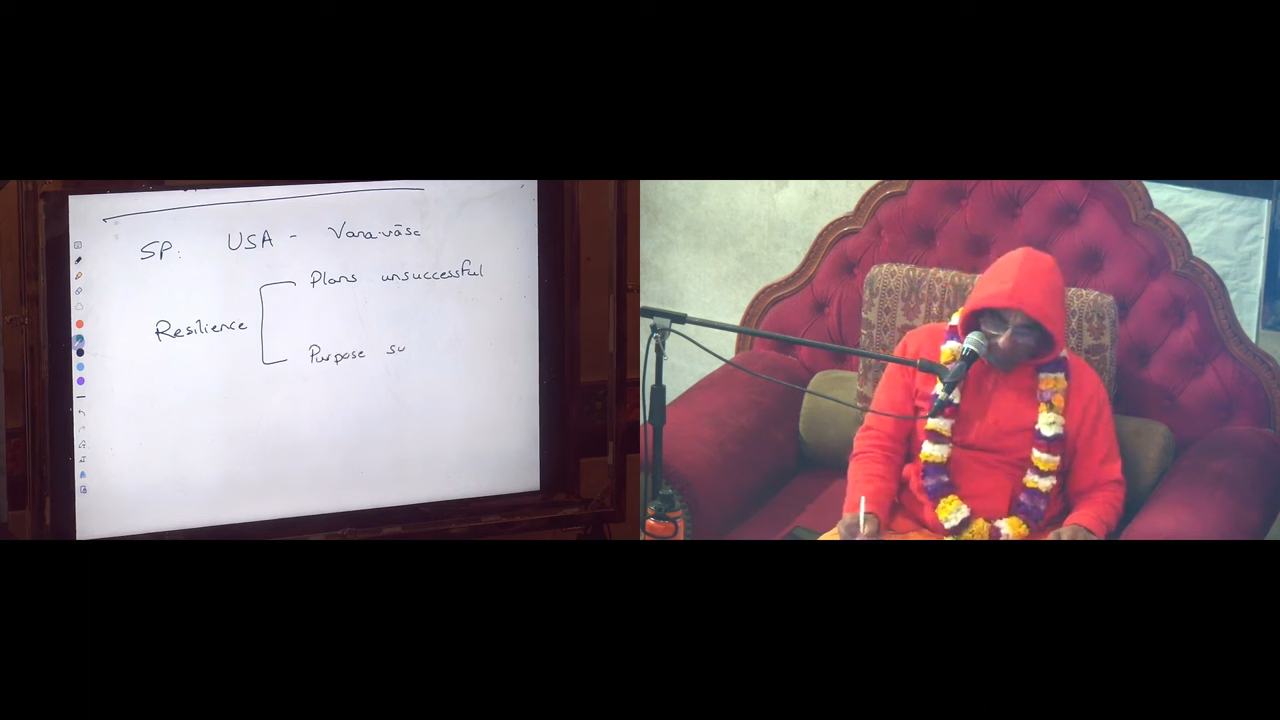 SP: USA - Vana-vāsa
Plans unsuccessful
Resilience
Purpose su